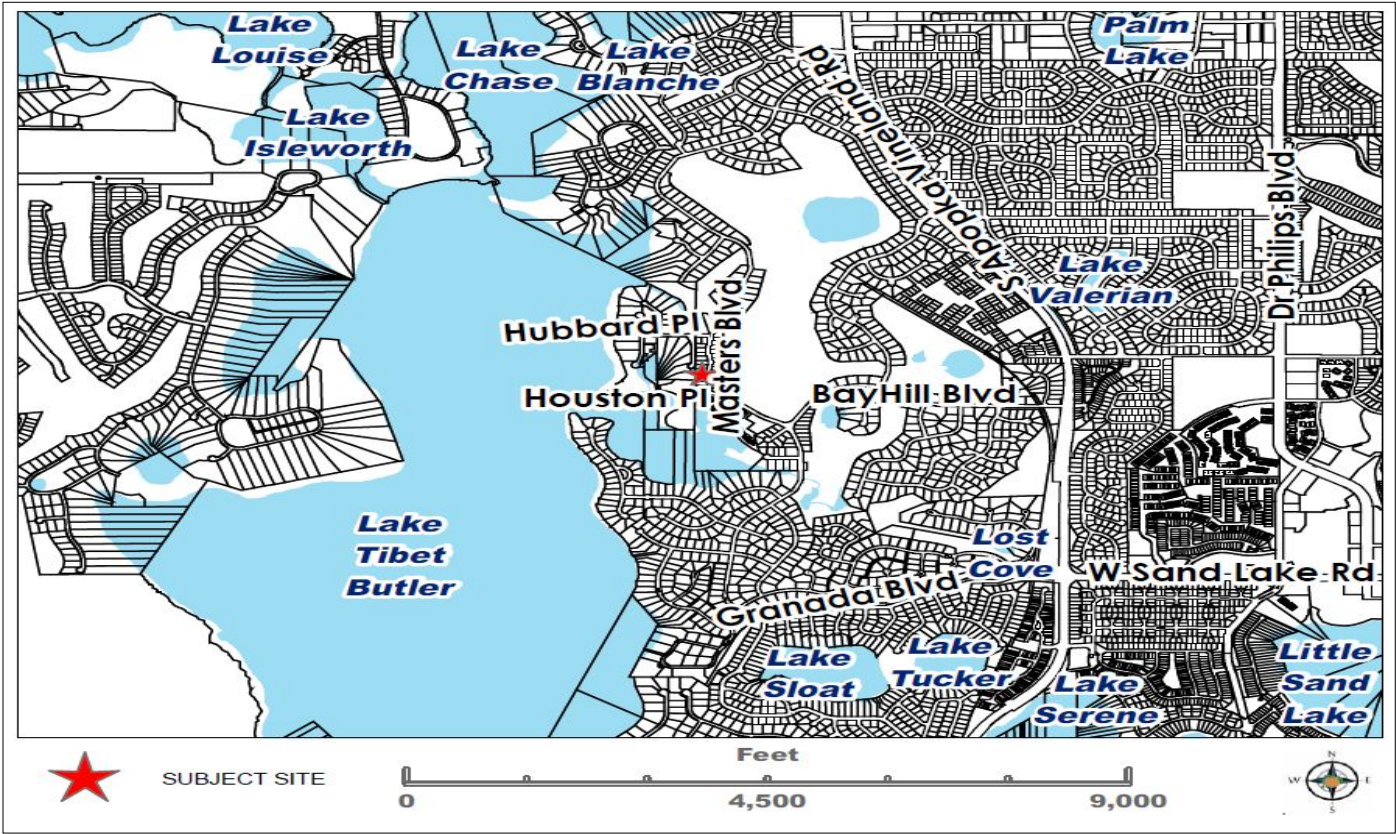 Lake
Louise
Lake
Chase
Lake
Blanche
Palm
Lake
Lake
Isleworth
S Apopka Vineland Rd
Dr Philips Blvd
Lake
Valerian
Hubbard Pl
Masters Blvd
Houston Pl
BayHill Blvd
Lake
Tibet
Butler
Lost
Cove
W Sand Lake Rd
Granada Blvd
Lake
Sloat
Lake
Tucker
Lake
Serene
Little
Sand
Lake
SUBJECT SITE
Feet
0 4,500 9,000
N
W E
S